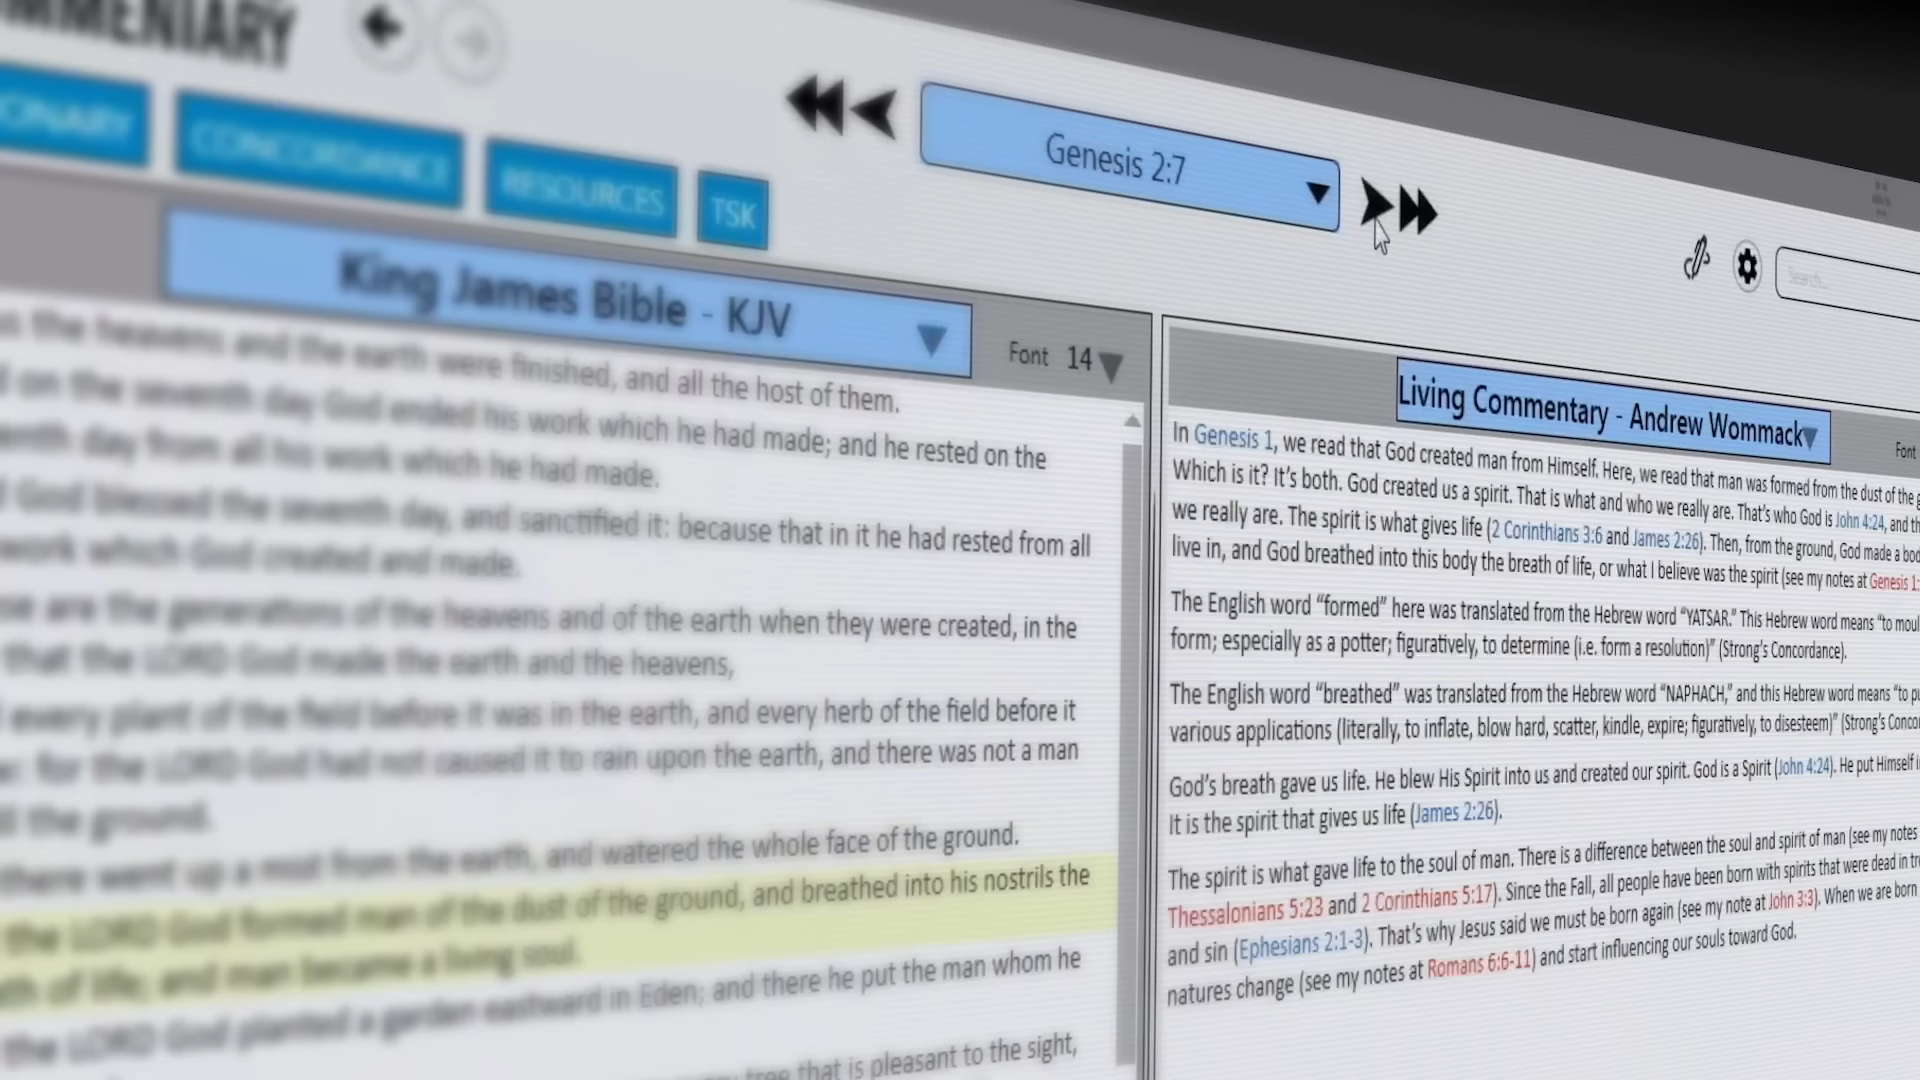 CONCORDANCE
RESOURCES
TSK
Genesis 2:7
Search...
King James Bible - KJV
Font 14
the heavens and the earth were finished, and all the host of them.
on the seventh day God ended his work which he had made; and he rested on the
day from all his work which he had made.
God blessed the seventh day, and sanctified it: because that in it he had rested from all
work which God created and made.
are the generations of the heavens and of the earth when they were created, in the
that the LORD God made the earth and the heavens,
every plant of the field before it was in the earth, and every herb of the field before it
for the LORD God had not caused it to rain upon the earth, and there was not a man
the ground.
there went up a mist from the earth, and watered the whole face of the ground.
the LORD God formed man of the dust of the ground, and breathed into his nostrils the
of life; and man became a living soul.
the LORD God planted a garden eastward in Eden; and there he put the man whom he
tree that is pleasant to the sight,
Living Commentary - Andrew Wommack
Font
In Genesis 1, we read that God created man from Himself. Here, we read that man was formed from the dust of the
Which is it? It's both. God created us a spirit. That is what and who we really are. That's who God is John 4:24, and
we really are. The spirit is what gives life (2 Corinthians 3:6 and James 2:26). Then, from the ground, God made a
live in, and God breathed into this body the breath of life, or what I believe was the spirit (see my notes at Genesis 1:
The English word "formed" here was translated from the Hebrew word "YATSAR." This Hebrew word means "to
form; especially as a potter; figuratively, to determine (i.e. form a resolution)" (Strong's Concordance).
The English word "breathed" was translated from the Hebrew word "NAPHACH," and this Hebrew word means "to
various applications (literally, to inflate, blow hard, scatter, kindle, expire; figuratively, to disesteem)" (Strong's
God's breath gave us life. He blew His Spirit into us and created our spirit. God is a Spirit (John 4:24). He put Himself
It is the spirit that gives us life (James 2:26).
The spirit is what gave life to the soul of man. There is a difference between the soul and spirit of man (see my notes
Thessalonians 5:23 and 2 Corinthians 5:17). Since the Fall, all people have been born with spirits that were dead in
and sin (Ephesians 2:1-3). That's why Jesus said we must be born again (see my note at John 3:3). When we are born
natures change (see my notes at Romans 6:6-11) and start influencing our souls toward God.